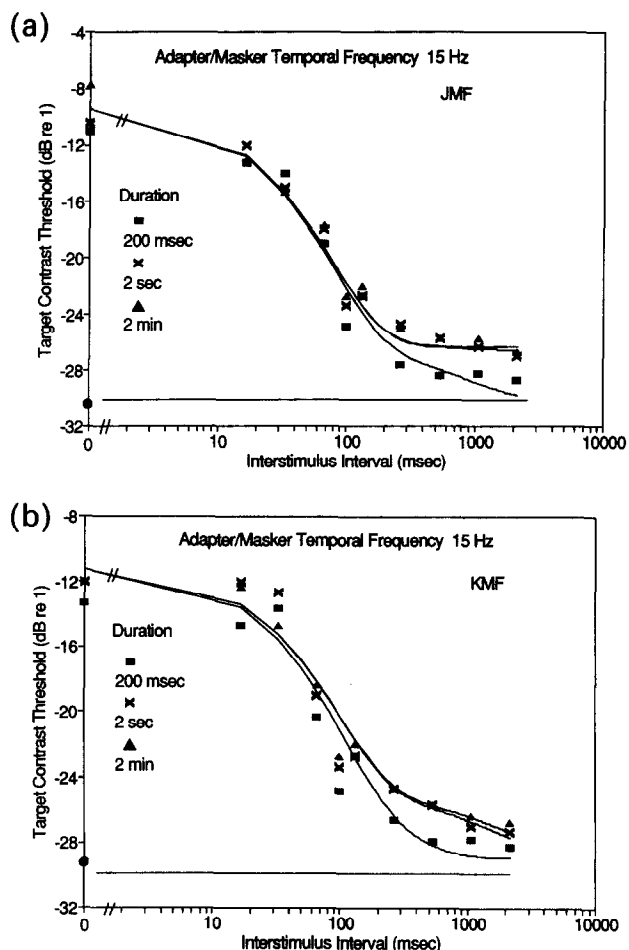 (a)
Adapter/Masker Temporal Frequency 15 Hz
JMF
Target Contrast Threshold (dB re 1)
-4
-8
-12
-16
-20
-24
-28
-32
Duration
200 msec
2 sec
2 min
0
10
100
1000
10000
Interstimulus Interval (msec)
(b)
Adapter/Masker Temporal Frequency 15 Hz
KMF
Target Contrast Threshold (dB re 1)
-8
-12
-16
-20
-24
-28
-32
Duration
200 msec
2 sec
2 min
0
10
100
1000
10000
Interstimulus Interval (msec)